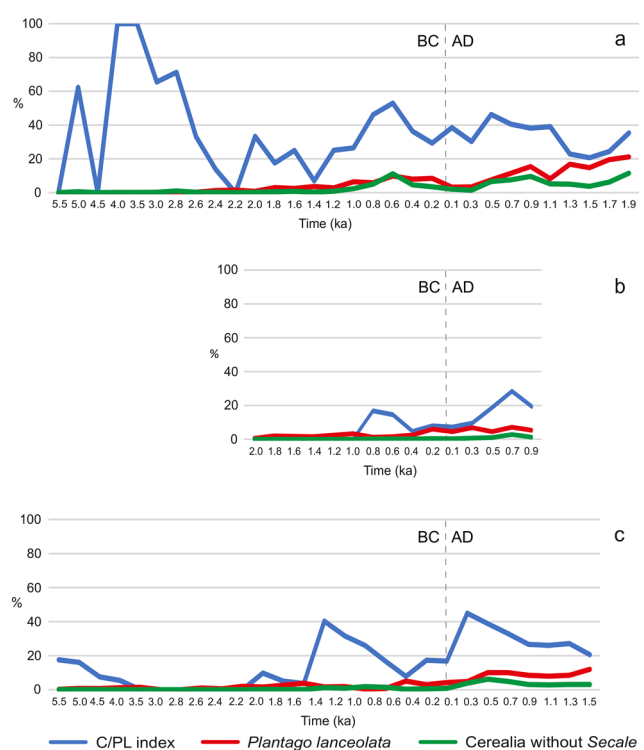 100
BC AD
a
80
60
%
40
20
0
5.5 5.0 4.5 4.0 3.5 3.0 2.8 2.6 2.4 2.2 2.0 1.8 1.6 1.4 1.2 1.0 0.8 0.6 0.4 0.2 0.1 0.3 0.5 0.7 0.9 1.1 1.3 1.5 1.7 1.9
Time (ka)
100
BC AD
b
80
60
%
40
20
0
2.0 1.8 1.6 1.4 1.2 1.0 0.8 0.6 0.4 0.2 0.1 0.3 0.5 0.7 0.9
Time (ka)
100
BC AD
c
80
60
%
40
20
0
5.5 5.0 4.5 4.0 3.5 3.0 2.8 2.6 2.4 2.2 2.0 1.8 1.6 1.4 1.2 1.0 0.8 0.6 0.4 0.2 0.1 0.3 0.5 0.7 0.9 1.1 1.3 1.5
Time (ka)
C/PL index Plantago lanceolata Cerealia without Secale